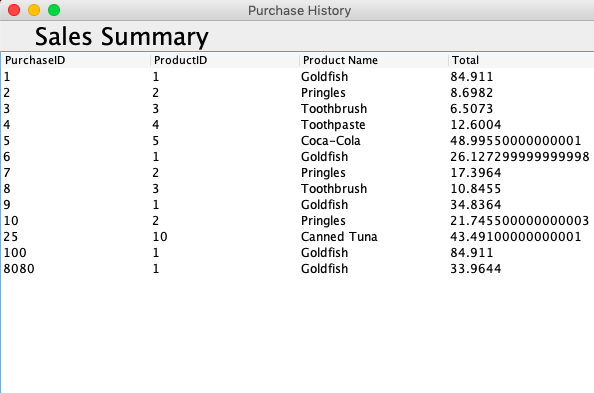 Purchase History
Sales Summary
PurchaseID ProductID Product Name Total
1 1 Goldfish 84.911
2 2 Pringles 8.6982
3 3 Toothbrush 6.5073
4 4 Toothpaste 12.6004
5 5 Coca-Cola 48.99550000000001
6 1 Goldfish 26.127299999999998
7 2 Pringles 17.3964
8 3 Toothbrush 10.8455
9 1 Goldfish 34.8364
10 2 Pringles 21.745500000000003
25 10 Canned Tuna 43.49100000000001
100 1 Goldfish 84.911
8080 1 Goldfish 33.9644